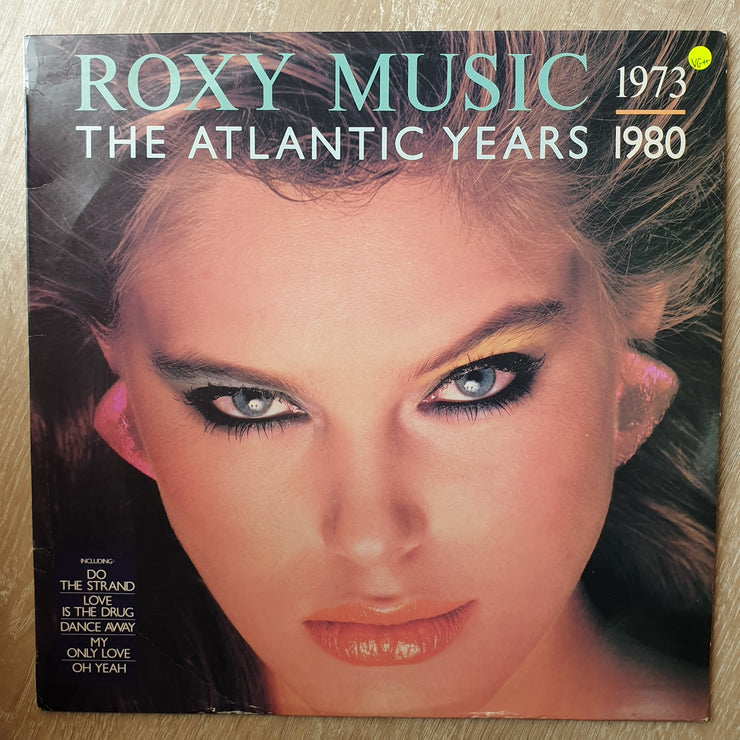 ROXY MUSIC 1973
THE ATLANTIC YEARS 1980
VG++
INCLUDING:
DO
THE STRAND
LOVE
IS THE DRUG
DANCE AWAY
MY
ONLY LOVE
OH YEAH